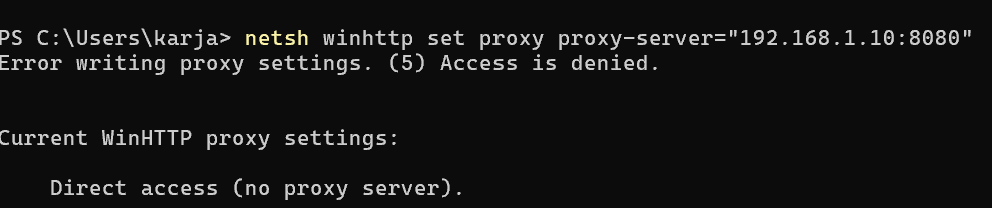 PS C:\Users\karja> netsh winhttp set proxy proxy-server="192.168.1.10:8080"
Error writing proxy settings. (5) Access is denied.
Current WinHTTP proxy settings:
Direct access (no proxy server).